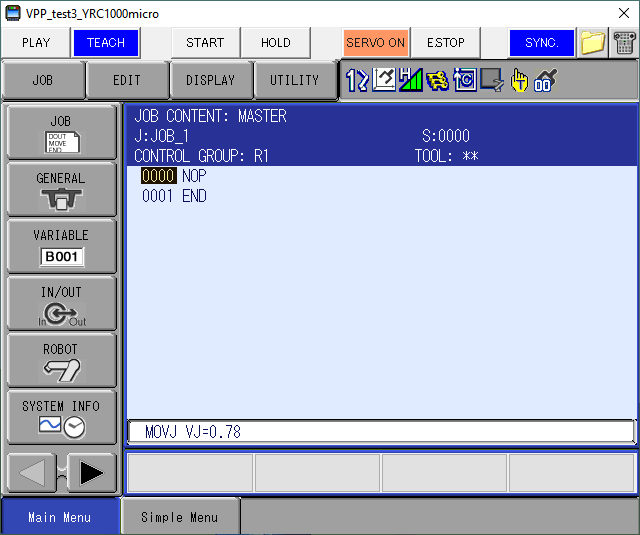 VPP_test3_YRC1000micro
PLAY TEACH START HOLD SERVO ON E.STOP SYNC.
JOB EDIT DISPLAY UTILITY
JOB
DOUT
MOVE
END
GENERAL
VARIABLE
B001
IN/OUT
In Out
ROBOT
SYSTEM INFO
JOB CONTENT: MASTER
J:JOB_1 S:0000
CONTROL GROUP: R1 TOOL: **
0000 NOP
0001 END
MOVJ VJ=0.78
Main Menu Simple Menu